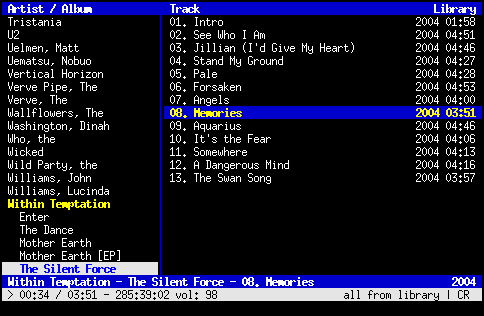 Artist / Album Track Library
Tristania 01. Intro 2004 01:58
U2 02. See Who I Am 2004 04:51
Uelmen, Matt 03. Jillian (I'd Give My Heart) 2004 04:46
Uematsu, Nobuo 04. Stand My Ground 2004 04:27
Vertical Horizon 05. Pale 2004 04:28
Verve Pipe, The 06. Forsaken 2004 04:53
Verve, The 07. Angels 2004 04:00
Wallflowers, The 08. Memories 2004 03:51
Washington, Dinah 09. Aquarius 2004 04:46
Who, the 10. It's the Fear 2004 04:06
Wicked 11. Somewhere 2004 04:13
Wild Party, the 12. A Dangerous Mind 2004 04:16
Williams, John 13. The Swan Song 2004 03:57
Williams, Lucinda
Within Temptation
Enter
The Dance
Mother Earth
Mother Earth [EP]
The Silent Force
Within Temptation - The Silent Force - 08. Memories 2004
> 00:34 / 03:51 - 285:39:02 vol: 98 all from library | CR